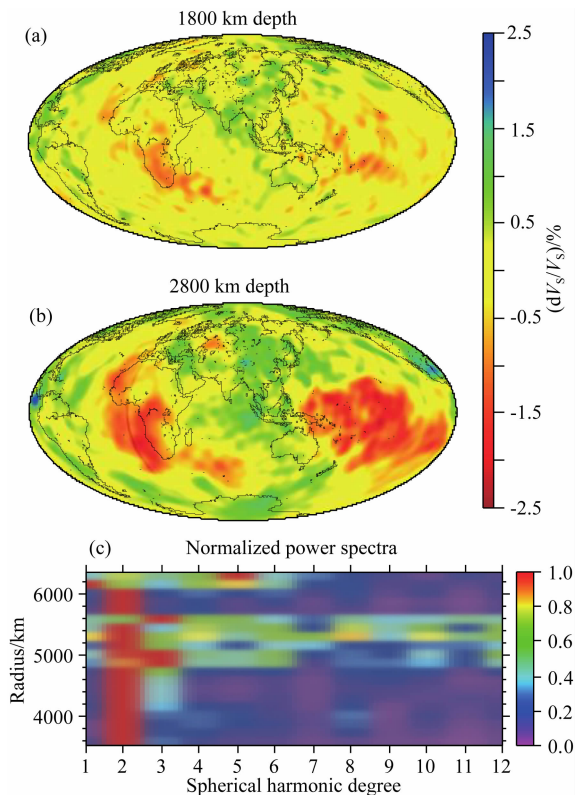 1800 km depth
(a)
2.5
1.5
0.5
-0.5
-1.5
-2.5
(dVs/Vs)/%
2800 km depth
(b)
(c)
Normalized power spectra
6000
5000
4000
Radius/km
1 2 3 4 5 6 7 8 9 10 11 12
Spherical harmonic degree
1.0
0.8
0.6
0.4
0.2
0.0